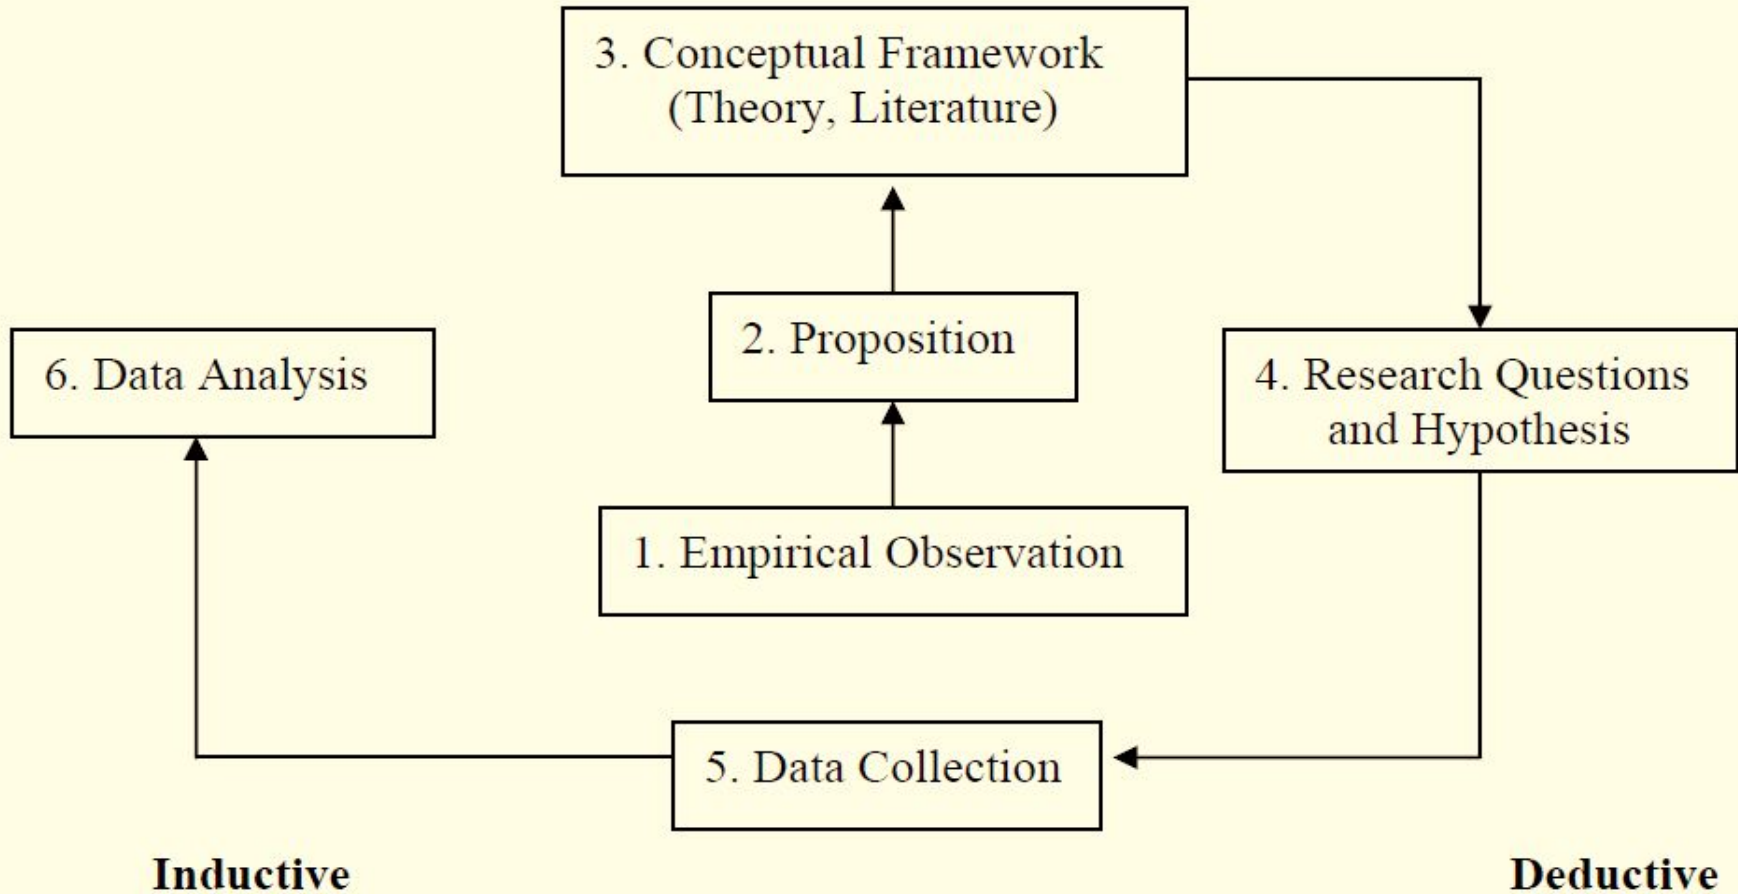 3. Conceptual Framework
(Theory, Literature)
2. Proposition
6. Data Analysis
4. Research Questions
and Hypothesis
1. Empirical Observation
5. Data Collection
Inductive
Deductive